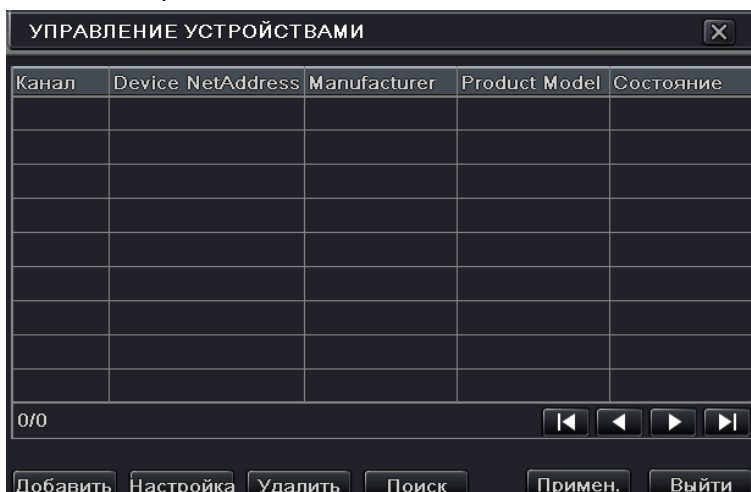 УПРАВЛЕНИЕ УСТРОЙСТВАМИ
Канал Device NetAddress Manufacturer Product Model Состояние
0/0
Добавить Настройка Удалить Поиск Примен. Выйти